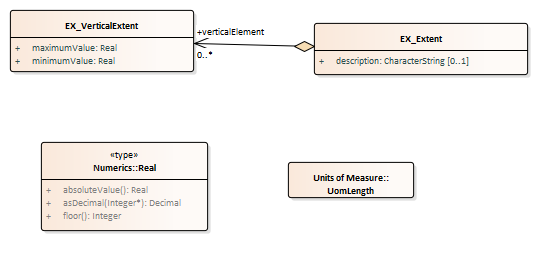 EX_VerticalExtent
+ maximumValue: Real
+ minimumValue: Real
+verticalElement
0..*
EX_Extent
+ description: CharacterString [0..1]
«type»
Numerics::Real
+ absoluteValue(): Real
+ asDecimal(Integer*): Decimal
+ floor(): Integer
Units of Measure::
UomLength